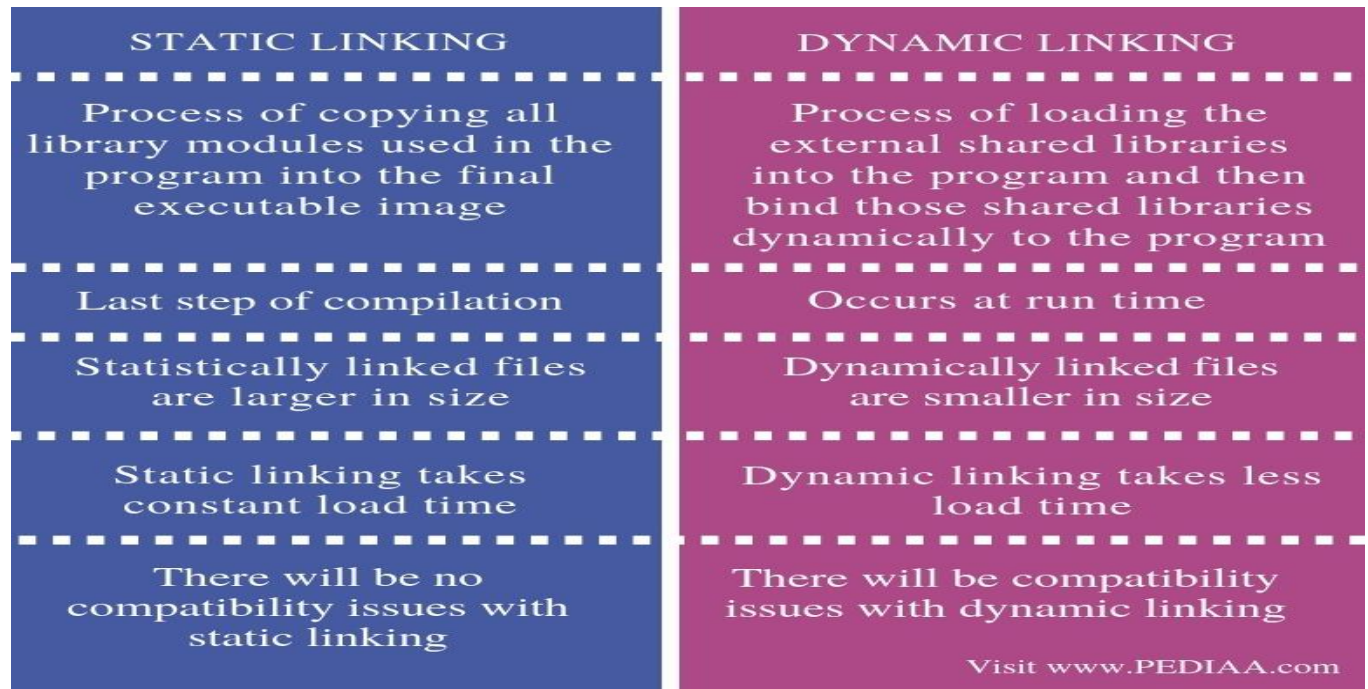 STATIC LINKING
Process of copying all
library modules used in the
program into the final
executable image
Last step of compilation
Statistically linked files
are larger in size
Static linking takes
constant load time
There will be no
compatibility issues with
static linking
DYNAMIC LINKING
Process of loading the
external shared libraries
into the program and then
bind those shared libraries
dynamically to the program
Occurs at run time
Dynamically linked files
are smaller in size
Dynamic linking takes less
load time
There will be compatibility
issues with dynamic linking
Visit www.PEDIAA.com